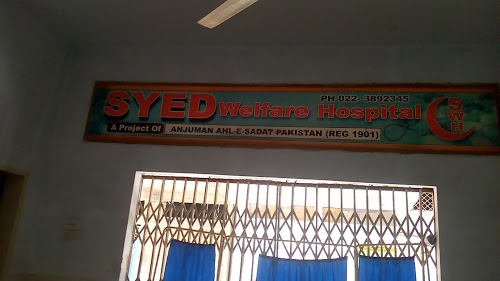 PH 022- 3892345
SYED Welfare Hospital
SWH
A Project Of ANJUMAN AHL-E-SADAT PAKISTAN (REG 1901)